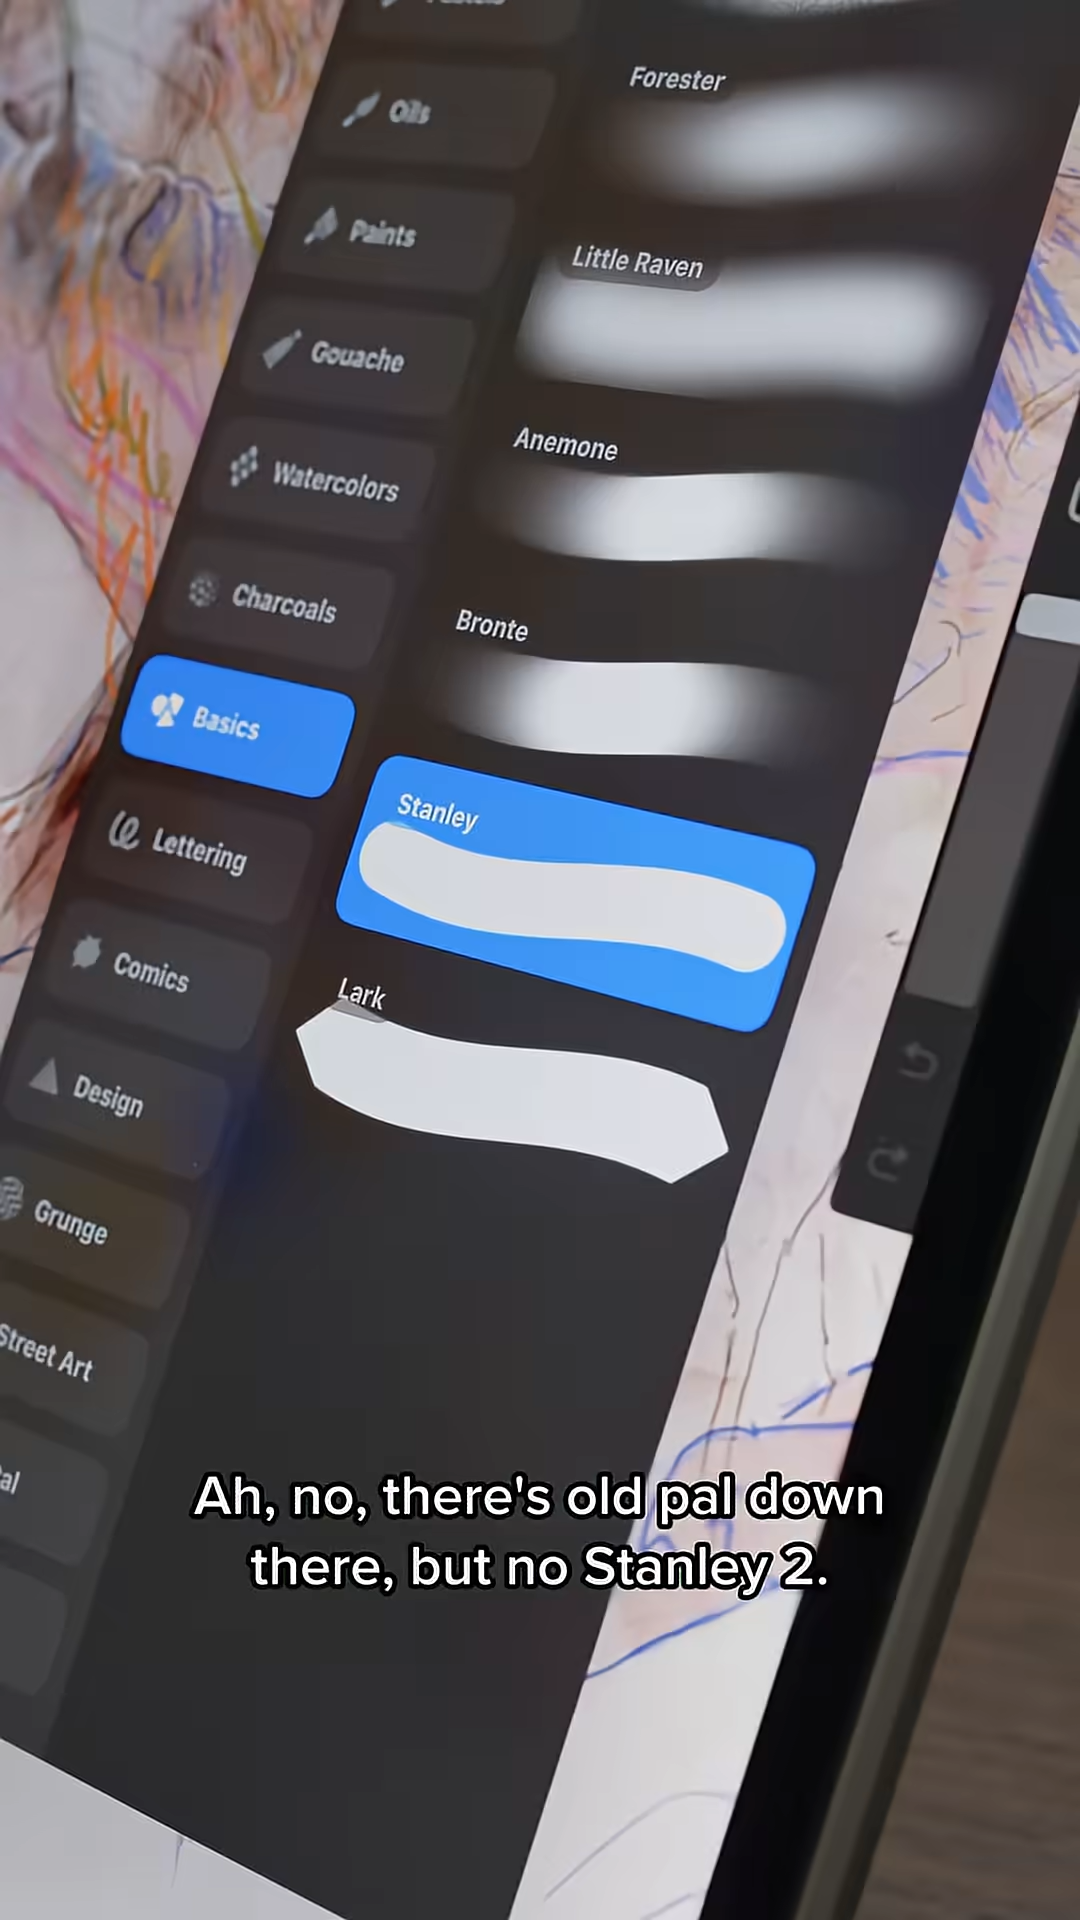 Oils
Paints
Gouache
Watercolors
Charcoals
Basics
Lettering
Comics
Design
Grunge
Street Art
Forester
Little Raven
Anemone
Bronte
Stanley
Lark
Ah, no, there's old pal down
there, but no Stanley 2.